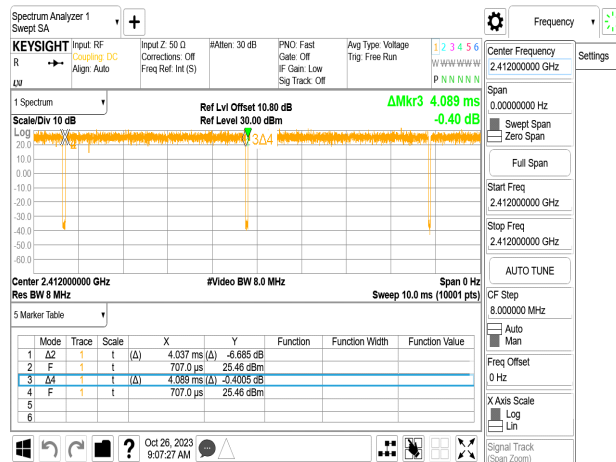 Spectrum Analyzer 1
Swept SA
Frequency
Settings
KEYSIGHT
R
LXI
Input: RF
Coupling: DC
Align: Auto
Input Z: 50 Ω
Corrections: Off
Freq Ref: Int (S)
#Atten: 30 dB
PNO: Fast
Gate: Off
IF Gain: Low
Sig Track: Off
Avg Type: Voltage
Trig: Free Run
1 2 3 4 5 6
W W W W W W
P N N N N N
1 Spectrum
Scale/Div 10 dB
Log
Ref Lvl Offset 10.80 dB
Ref Level 30.00 dBm
ΔMkr3 4.089 ms
-0.40 dB
3Δ4
20.0
10.0
0.00
-10.0
-20.0
-30.0
-40.0
-50.0
-60.0
Center 2.412000000 GHz
Res BW 8 MHz
#Video BW 8.0 MHz
Span 0 Hz
Sweep 10.0 ms (10001 pts)
5 Marker Table
Mode Trace Scale X Y Function Function Width Function Value
1 Δ2 1 t (Δ) 4.037 ms (Δ) -6.685 dB
2 F 1 t 707.0 µs 25.46 dBm
3 Δ4 1 t (Δ) 4.089 ms (Δ) -0.4005 dB
4 F 1 t 707.0 µs 25.46 dBm
5
6
Oct 26, 2023
9:07:27 AM
?
Center Frequency
2.412000000 GHz
Span
0.00000000 Hz
Swept Span
Zero Span
Full Span
Start Freq
2.412000000 GHz
Stop Freq
2.412000000 GHz
AUTO TUNE
CF Step
8.000000 MHz
Auto
Man
Freq Offset
0 Hz
X Axis Scale
Log
Lin
Signal Track
(Span Zoom)